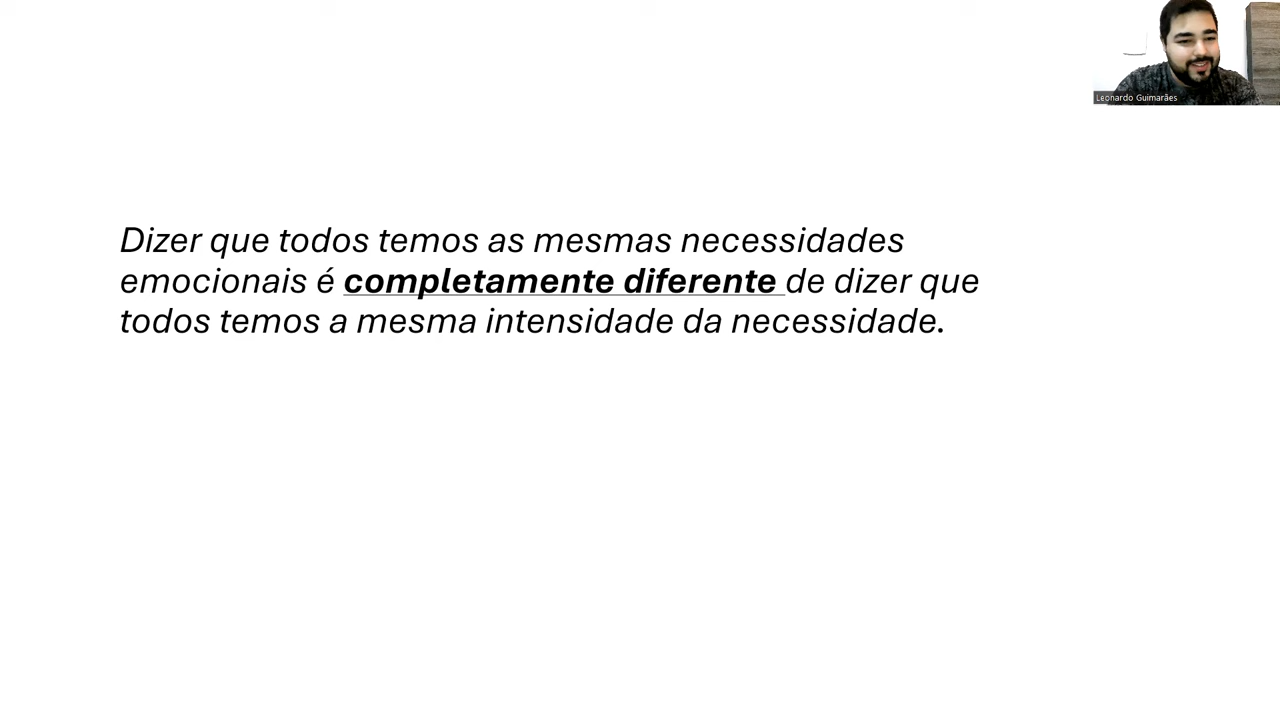 Leonardo Guimarães
Dizer que todos temos as mesmas necessidades
emocionais é completamente diferente de dizer que
todos temos a mesma intensidade da necessidade.